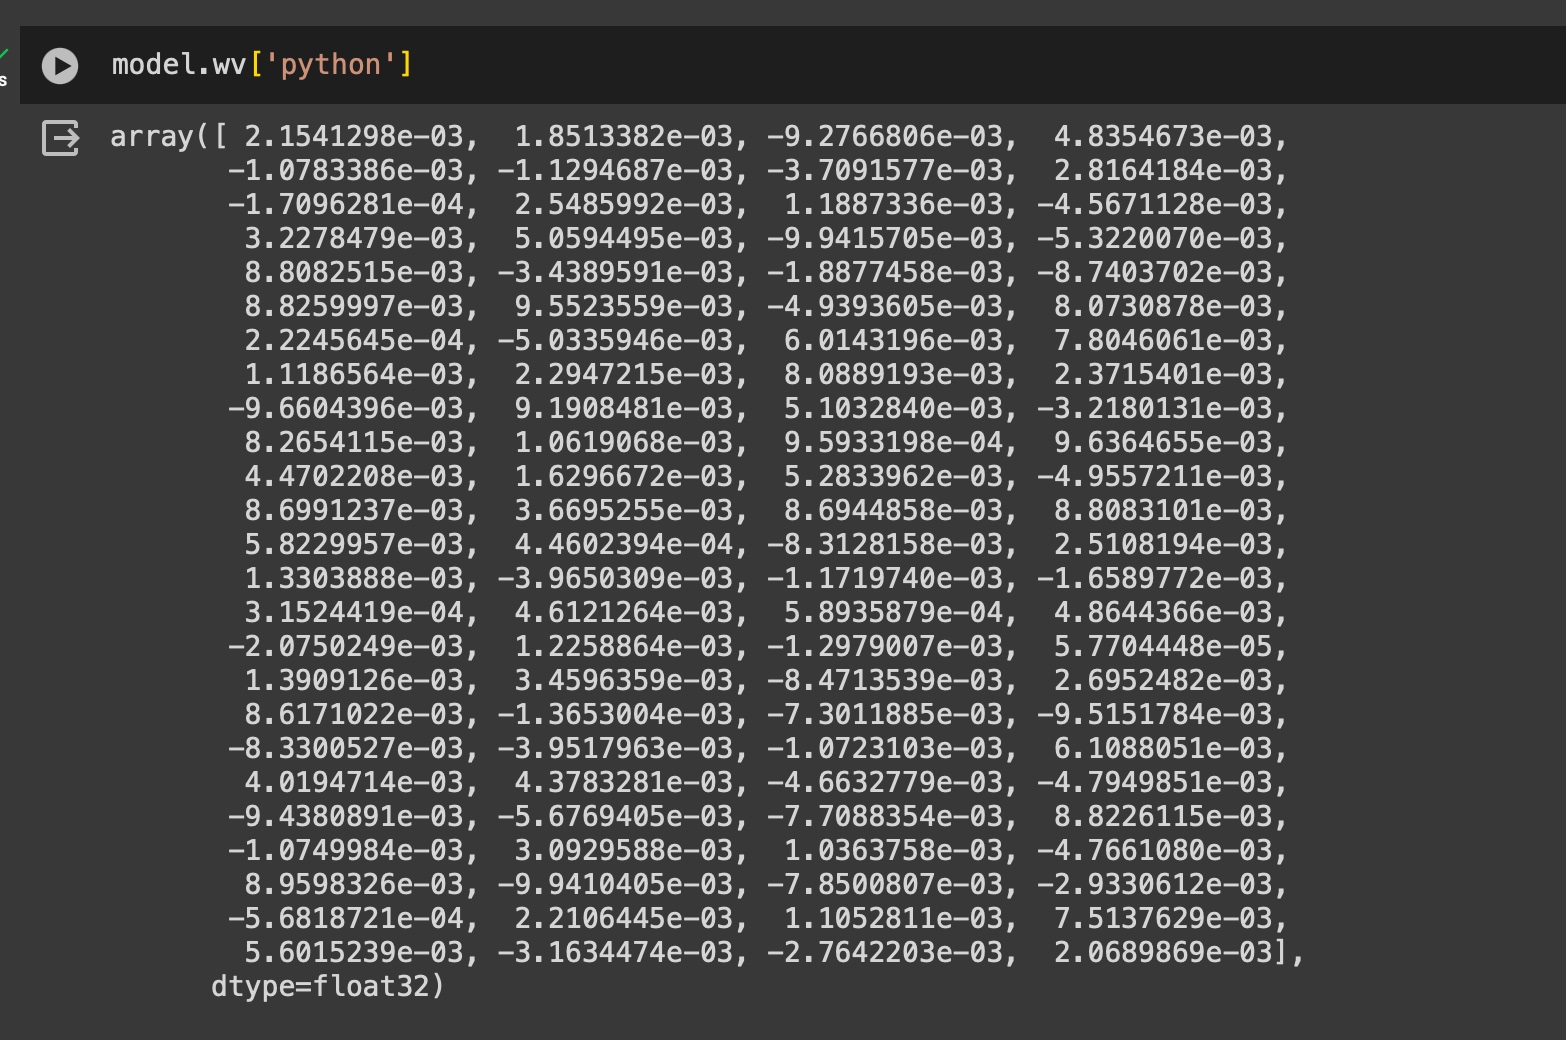 s
model.wv['python']
array([ 2.1541298e-03,  1.8513382e-03, -9.2766806e-03,  4.8354673e-03,
-1.0783386e-03, -1.1294687e-03, -3.7091577e-03,  2.8164184e-03,
-1.7096281e-04,  2.5485992e-03,  1.1887336e-03, -4.5671128e-03,
3.2278479e-03,  5.0594495e-03, -9.9415705e-03, -5.3220070e-03,
8.8082515e-03, -3.4389591e-03, -1.8877458e-03, -8.7403702e-03,
8.8259997e-03,  9.5523559e-03, -4.9393605e-03,  8.0730878e-03,
2.2245645e-04, -5.0335946e-03,  6.0143196e-03,  7.8046061e-03,
1.1186564e-03,  2.2947215e-03,  8.0889193e-03,  2.3715401e-03,
-9.6604396e-03,  9.1908481e-03,  5.1032840e-03, -3.2180131e-03,
8.2654115e-03,  1.0619068e-03,  9.5933198e-04,  9.6364655e-03,
4.4702208e-03,  1.6296672e-03,  5.2833962e-03, -4.9557211e-03,
8.6991237e-03,  3.6695255e-03,  8.6944858e-03,  8.8083101e-03,
5.8229957e-03,  4.4602394e-04, -8.3128158e-03,  2.5108194e-03,
1.3303888e-03, -3.9650309e-03, -1.1719740e-03, -1.6589772e-03,
3.1524419e-04,  4.6121264e-03,  5.8935879e-04,  4.8644366e-03,
-2.0750249e-03,  1.2258864e-03, -1.2979007e-03,  5.7704448e-05,
1.3909126e-03,  3.4596359e-03, -8.4713539e-03,  2.6952482e-03,
8.6171022e-03, -1.3653004e-03, -7.3011885e-03, -9.5151784e-03,
-8.3300527e-03, -3.9517963e-03, -1.0723103e-03,  6.1088051e-03,
4.0194714e-03,  4.3783281e-03, -4.6632779e-03, -4.7949851e-03,
-9.4380891e-03, -5.6769405e-03, -7.7088354e-03,  8.8226115e-03,
-1.0749984e-03,  3.0929588e-03,  1.0363758e-03, -4.7661080e-03,
8.9598326e-03, -9.9410405e-03, -7.8500807e-03, -2.9330612e-03,
-5.6818721e-04,  2.2106445e-03,  1.1052811e-03,  7.5137629e-03,
5.6015239e-03, -3.1634474e-03, -2.7642203e-03,  2.0689869e-03],
dtype=float32)